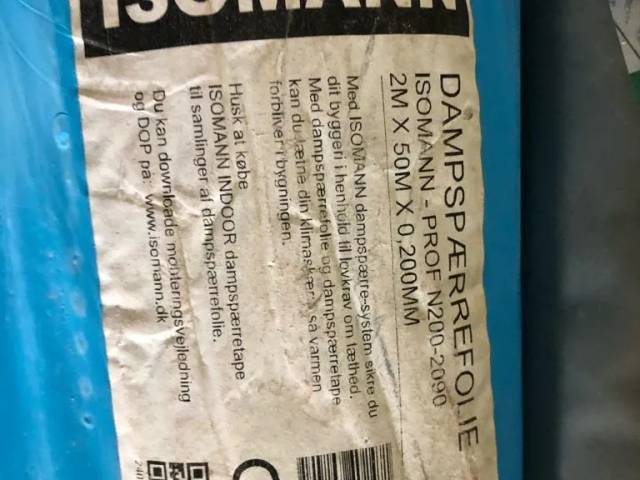 ISOMANN
DAMPSPÆRREFOLIE
ISOMANN - PROF N200-2090
2M X 50M X 0,200MM
Med ISOMANN dampspærre-system sikre du
dit byggeri i henhold til lovkrav om tæthed.
Med dampspærrefolie og dampspærretape
kan du tætne din klimaskærm så varmen
forbliver i bygningen.
Husk at købe
ISOMANN INDOOR dampspærretape
til samlinger af dampspærrefolie.
Du kan downloade monteringsvejledning
og DOP på: www.isomann.dk